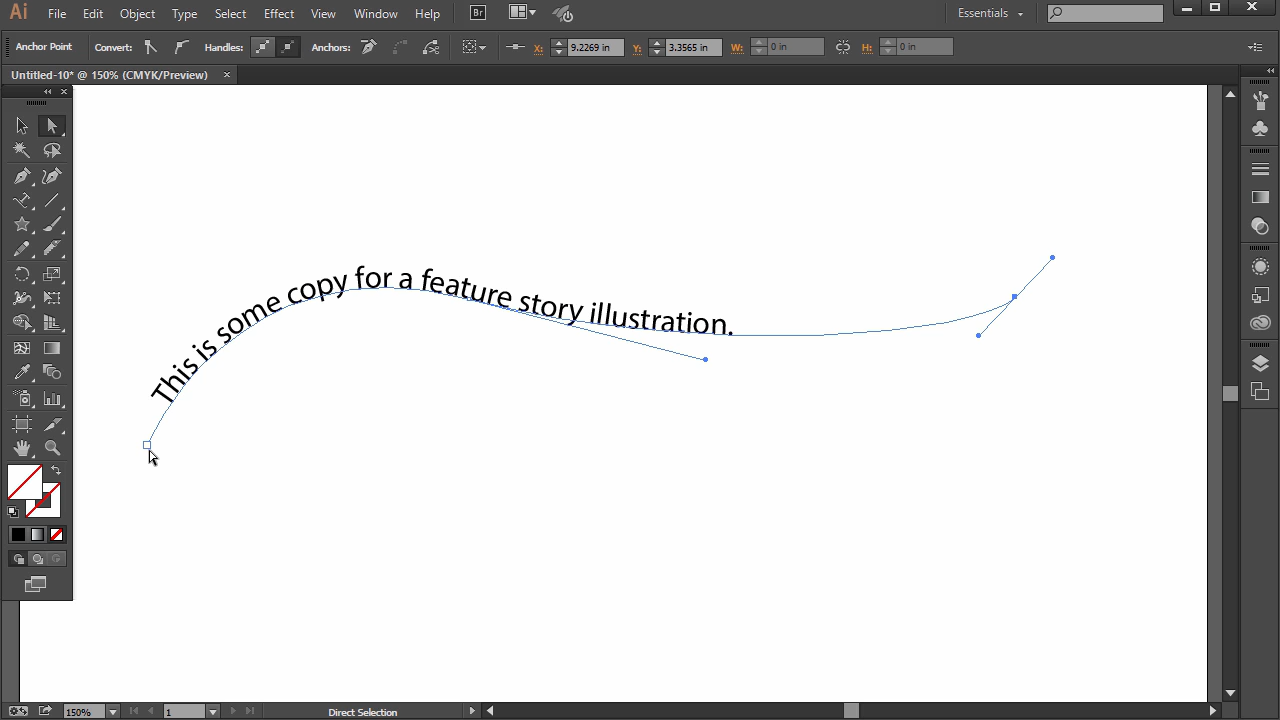 Ai File Edit Object Type Select Effect View Window Help Br Essentials
Anchor Point Convert: Handles: Anchors: X: 9.2269 in Y: 3.3565 in W: 0 in H: 0 in
Untitled-10* @ 150% (CMYK/Preview) ×
This is some copy for a feature story illustration.
150% 1 Direct Selection